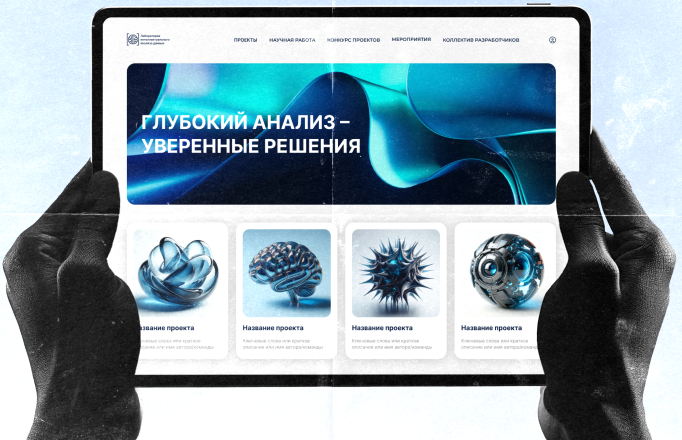 Лаборатория
интеллектуального
анализа данных
ПРОЕКТЫ
НАУЧНАЯ РАБОТА
КОНКУРС ПРОЕКТОВ
МЕРОПРИЯТИЯ
КОЛЛЕКТИВ РАЗРАБОТЧИКОВ
ГЛУБОКИЙ АНАЛИЗ –
УВЕРЕННЫЕ РЕШЕНИЯ
азвание проекта
Ключевые слова или краткое
описание или имя автора/команды
Название проекта
Ключевые слова или краткое
описание или имя автора/команды
Название проекта
Ключевые слова или краткое
описание или имя автора/команды
Название проекта
Ключевые слова или краткое
описание или имя автора/команды